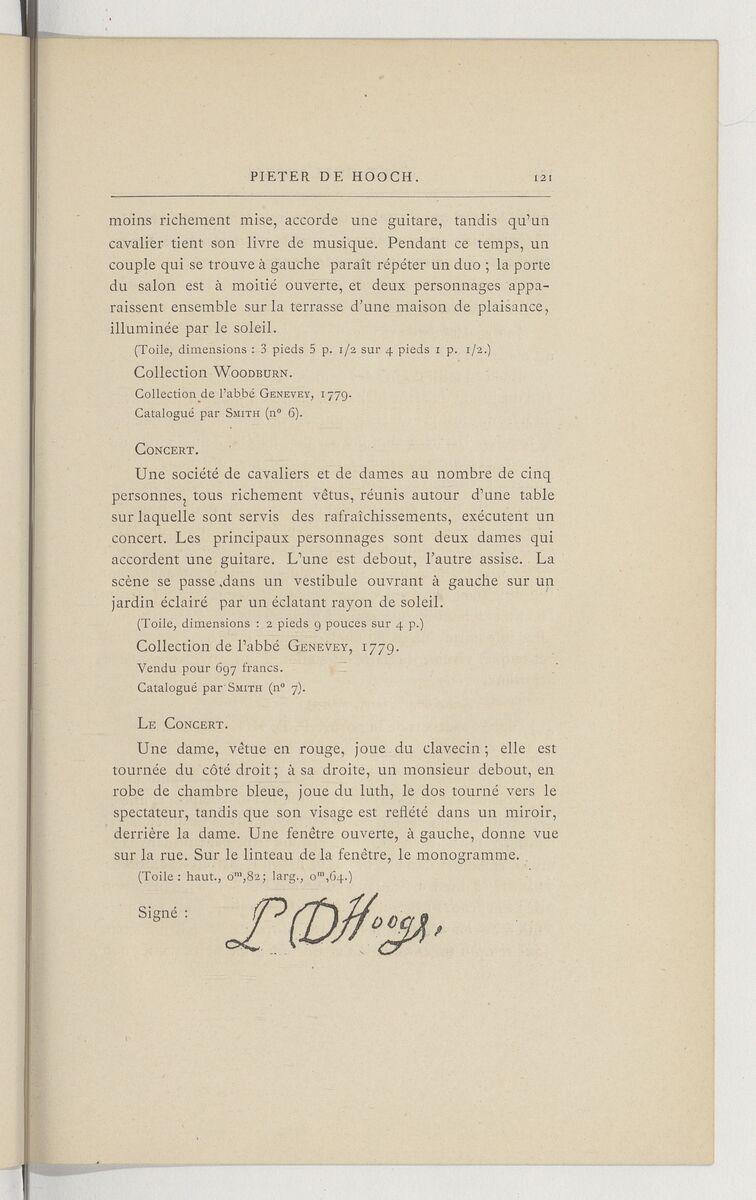 PIETER DE HOOCH. 121
moins richement mise, accorde une guitare, tandis qu'un
cavalier tient son livre de musique. Pendant ce temps, un
couple qui se trouve à gauche paraît répéter un duo ; la porte
du salon est à moitié ouverte, et deux personnages appa-
raissent ensemble sur la terrasse d'une maison de plaisance,
illuminée par le soleil.
(Toile, dimensions : 3 pieds 5 p. 1/2 sur 4 pieds 1 p. 1/2.)
Collection WOODBURN.
Collection de l'abbé GENEVEY, 1779.
Catalogué par SMITH (nº 6).
CONCERT.
Une société de cavaliers et de dames au nombre de cinq
personnes, tous richement vêtus, réunis autour d'une table
sur laquelle sont servis des rafraîchissements, exécutent un
concert. Les principaux personnages sont deux dames qui
accordent une guitare. L'une est debout, l'autre assise. La
scène se passe dans un vestibule ouvrant à gauche sur un
jardin éclairé par un éclatant rayon de soleil.
(Toile, dimensions : 2 pieds 9 pouces sur 4 p.)
Collection de l'abbé GENEVEY, 1779.
Vendu pour 697 francs.
Catalogué par SMITH (nº 7).
LE CONCERT.
Une dame, vêtue en rouge, joue du clavecin ; elle est
tournée du côté droit ; à sa droite, un monsieur debout, en
robe de chambre bleue, joue du luth, le dos tourné vers le
spectateur, tandis que son visage est reflété dans un miroir,
derrière la dame. Une fenêtre ouverte, à gauche, donne vue
sur la rue. Sur le linteau de la fenêtre, le monogramme.
(Toile : haut., 0m,82 ; larg., 0m,64.)
Signé : P D Hooge.